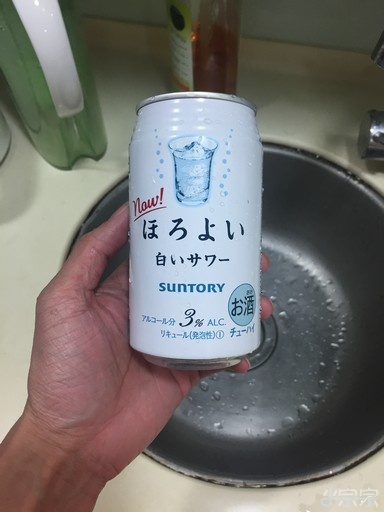 New!
ほろよい
白いサワー
SUNTORY
お酒
アルコール分 3% ALC.
チューハイ
リキュール(発泡性)①